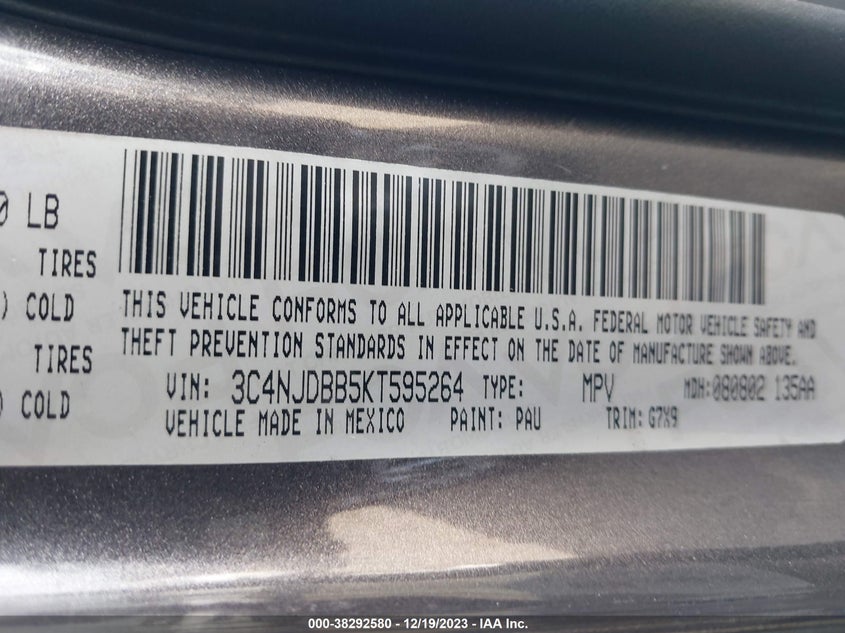 0 LB
TIRES
) COLD
TIRES
) COLD
THIS VEHICLE CONFORMS TO ALL APPLICABLE U.S.A. FEDERAL MOTOR VEHICLE SAFETY AND
THEFT PREVENTION STANDARDS IN EFFECT ON THE DATE OF MANUFACTURE SHOWN ABOVE.
VIN: 3C4NJDBB5KT595264 TYPE: MPV MDH:080802 135AA
VEHICLE MADE IN MEXICO PAINT: PAU TRIM: G7X9
000-38292580 - 12/19/2023 - IAA Inc.